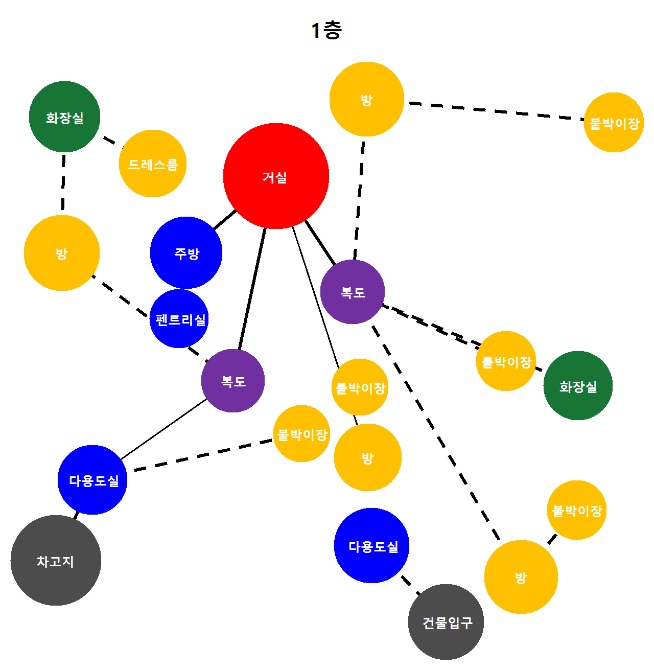 1층
방
화장실
붙박이장
드레스룸
거실
방
주방
복도
펜트리실
붙박이장
복도
붙박이장
화장실
붙박이장
방
다용도실
붙박이장
다용도실
차고지
방
건물입구